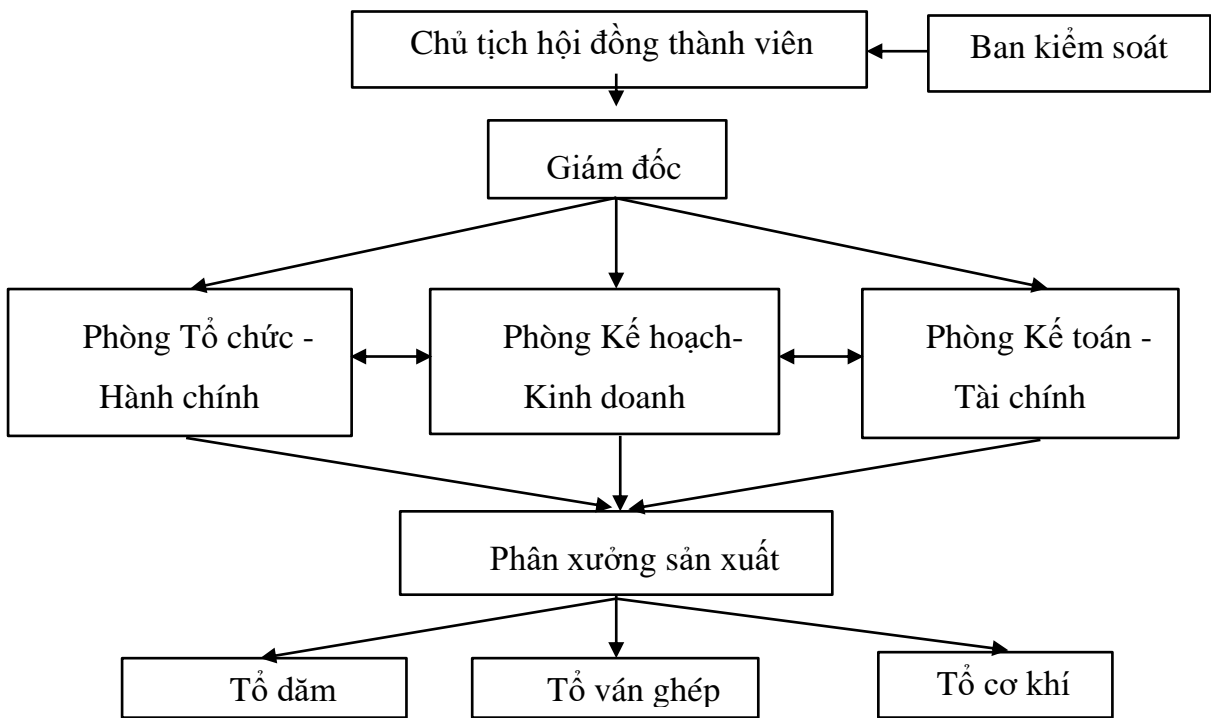 Chủ tịch hội đồng thành viên
Ban kiểm soát
Giám đốc
Phòng Tổ chức -
Hành chính
Phòng Kế hoạch-
Kinh doanh
Phòng Kế toán -
Tài chính
Phân xưởng sản xuất
Tổ dăm
Tổ ván ghép
Tổ cơ khí